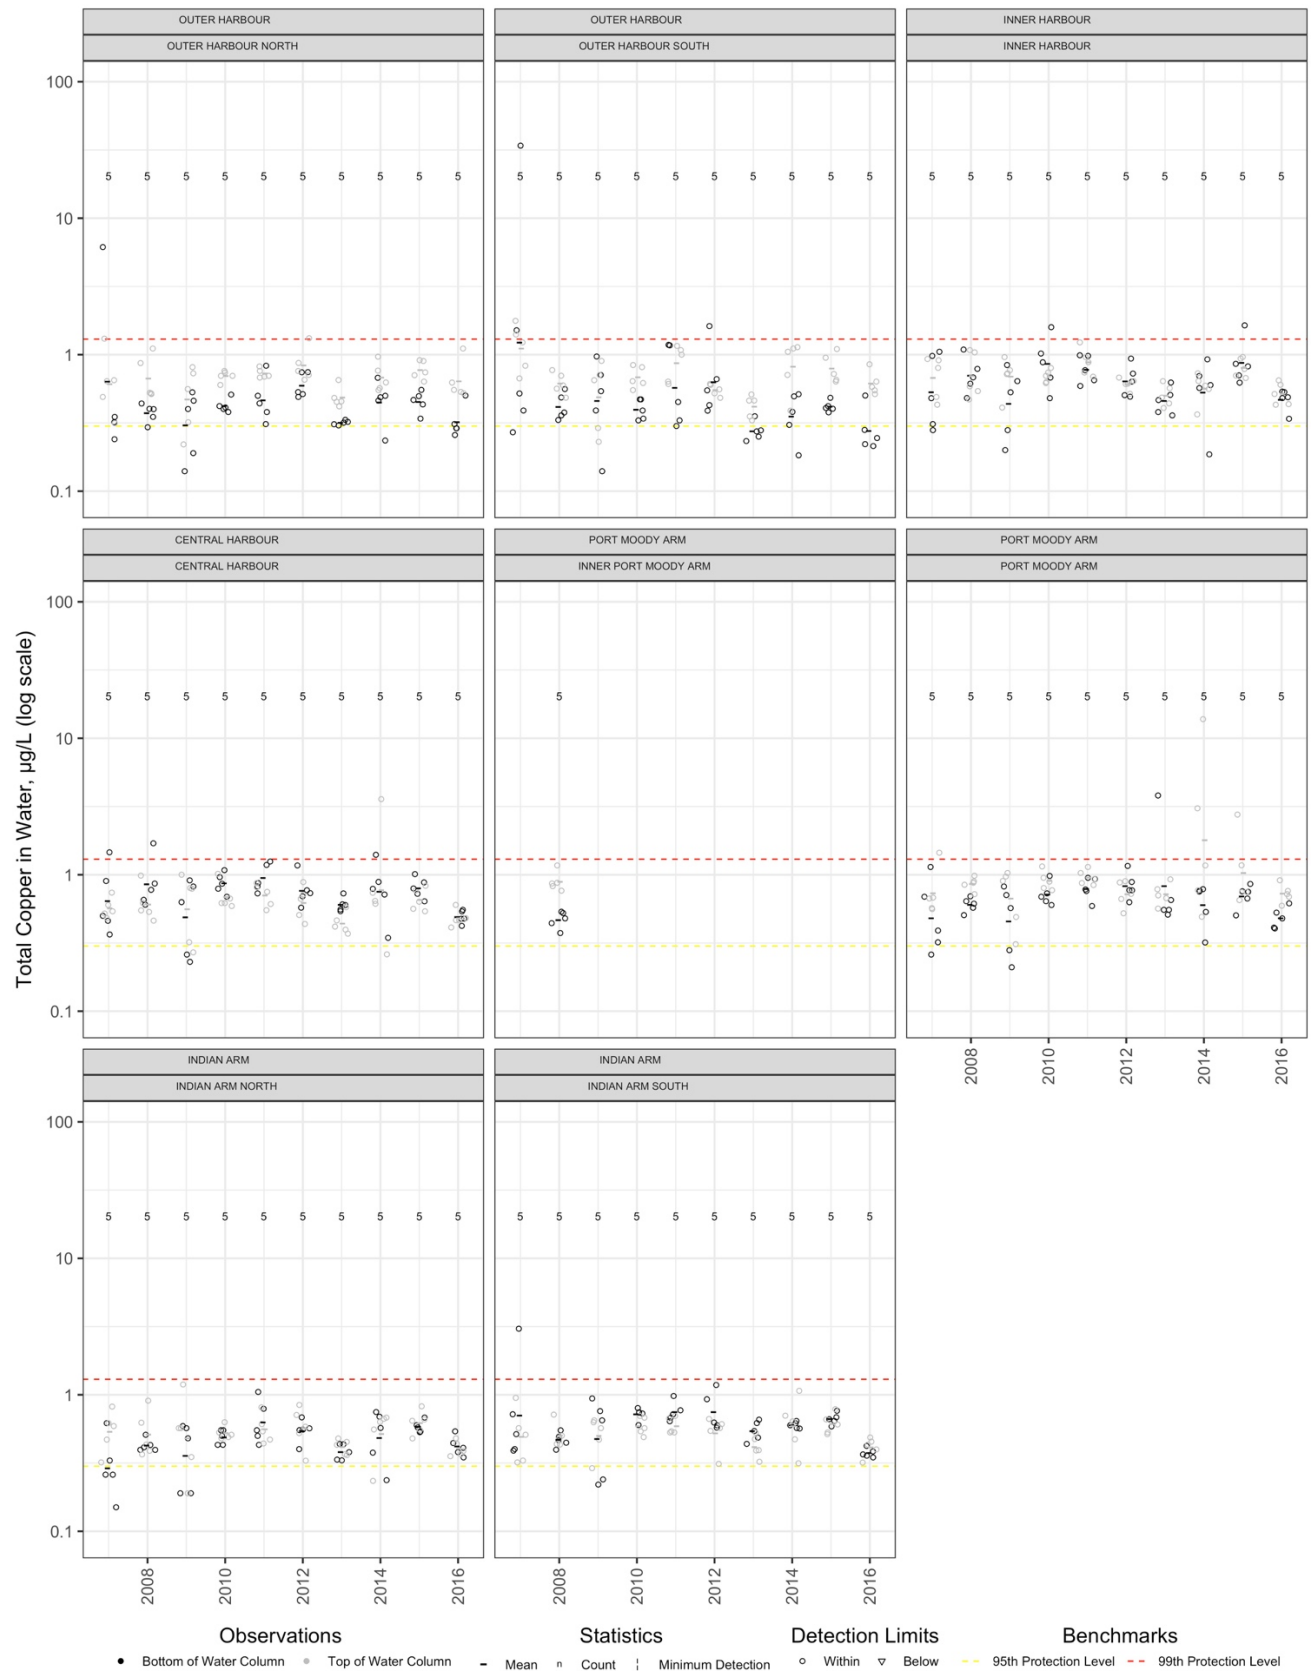 OUTER HARBOUR OUTER HARBOUR INNER HARBOUR
OUTER HARBOUR NORTH OUTER HARBOUR SOUTH INNER HARBOUR
100
5 5 5 5 5 5 5 5 5 5 5 5 5 5 5 5 5 5 5 5 5 5 5 5 5 5 5 5 5 5
10
1
0.1
CENTRAL HARBOUR PORT MOODY ARM PORT MOODY ARM
CENTRAL HARBOUR INNER PORT MOODY ARM PORT MOODY ARM
Total Copper in Water, µg/L (log scale)
100
5 5 5 5 5 5 5 5 5 5 5 5 5 5 5 5 5 5 5 5 5
10
1
0.1
2008 2010 2012 2014 2016
INDIAN ARM INDIAN ARM
INDIAN ARM NORTH INDIAN ARM SOUTH
100
5 5 5 5 5 5 5 5 5 5 5 5 5 5 5 5 5 5 5 5
10
1
0.1
2008 2010 2012 2014 2016 2008 2010 2012 2014 2016
Observations Statistics Detection Limits Benchmarks
Bottom of Water Column Top of Water Column Mean n Count Minimum Detection Within Below 95th Protection Level 99th Protection Level